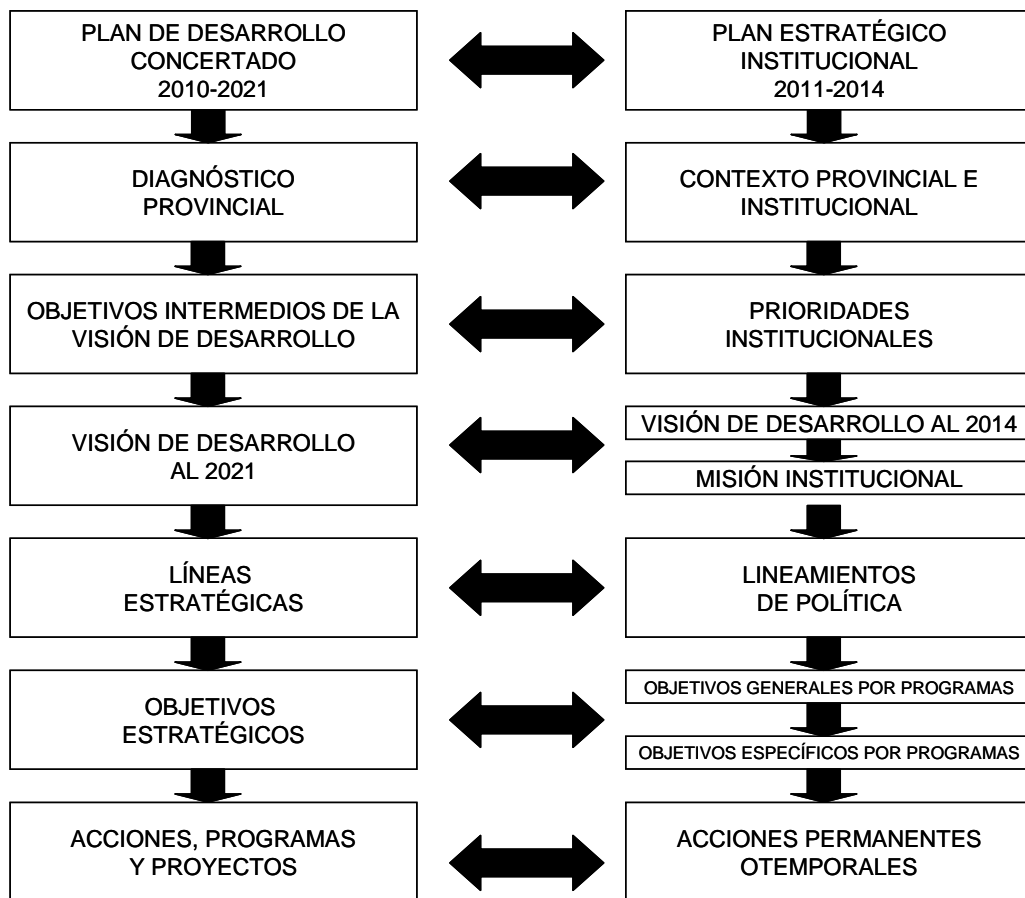 PLAN DE DESARROLLO
CONCERTADO
2010-2021
PLAN ESTRATÉGICO
INSTITUCIONAL
2011-2014
DIAGNÓSTICO
PROVINCIAL
CONTEXTO PROVINCIAL E
INSTITUCIONAL
OBJETIVOS INTERMEDIOS DE LA
VISIÓN DE DESARROLLO
PRIORIDADES
INSTITUCIONALES
VISIÓN DE DESARROLLO
AL 2021
VISIÓN DE DESARROLLO AL 2014
MISIÓN INSTITUCIONAL
LÍNEAS
ESTRATÉGICAS
LINEAMIENTOS
DE POLÍTICA
OBJETIVOS
ESTRATÉGICOS
OBJETIVOS GENERALES POR PROGRAMAS
OBJETIVOS ESPECÍFICOS POR PROGRAMAS
ACCIONES, PROGRAMAS
Y PROYECTOS
ACCIONES PERMANENTES
OTEMPORALES